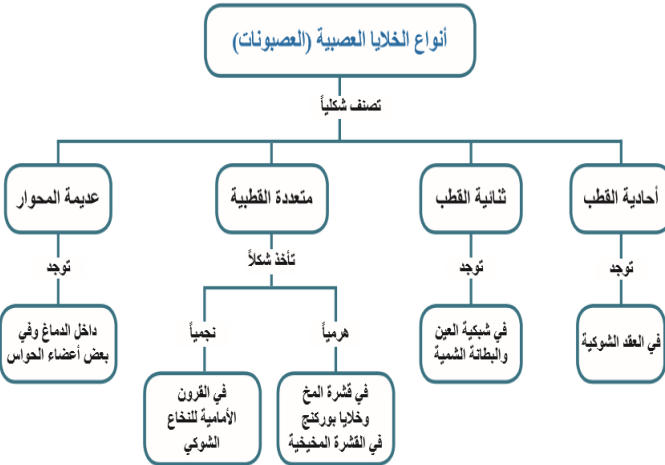 أنواع الخلايا العصبية (العصبونات)
تصنف شكلياً
أحادية القطب
ثنائية القطب
متعددة القطبية
عديمة المحوار
توجد
توجد
تأخذ شكلاً
توجد
في العقد الشوكية
في شبكية العين
والبطانة الشمية
هرمياً
نجمياً
داخل الدماغ وفي
بعض أعضاء الحواس
في قشرة المخ
وخلايا بوركنج
في القشرة المخيخية
في القرون
الأمامية للنخاع
الشوكي